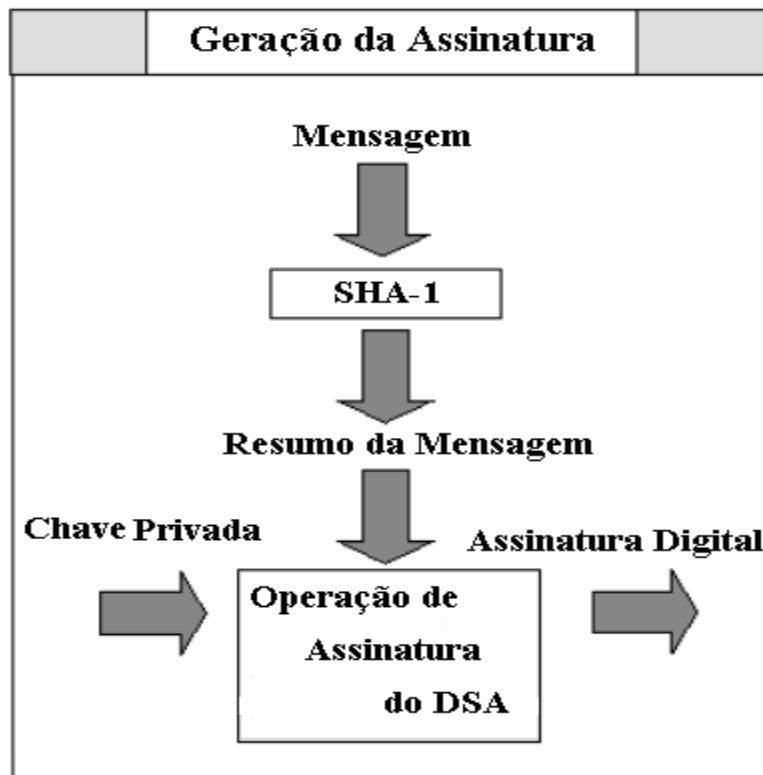 Geração da Assinatura
Mensagem
SHA-1
Resumo da Mensagem
Chave Privada
Assinatura Digital
Operação de
Assinatura
do DSA